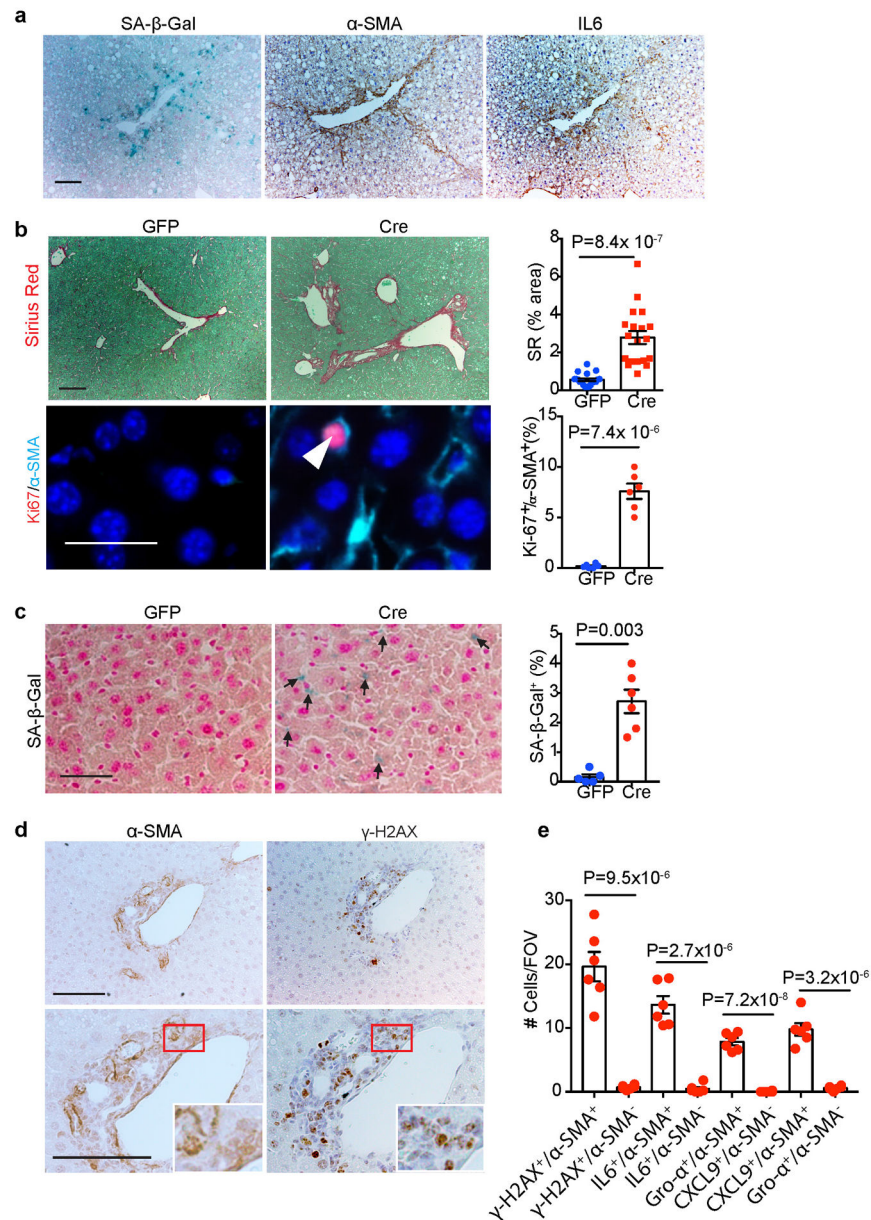 a
SA-β-Gal
α-SMA
IL6
b
GFP
Cre
Sirius Red
SR (% area)
8
6
4
2
0
P=8.4x 10-7
GFP
Cre
Ki67/α-SMA
Ki-67+/α-SMA+(%)
15
10
5
0
P=7.4x 10-6
GFP
Cre
c
GFP
Cre
SA-β-Gal
SA-β-Gal+ (%)
5
4
3
2
1
0
P=0.003
GFP
Cre
d
α-SMA
γ-H2AX
e
# Cells/FOV
30
20
10
0
P=9.5x10-6
P=2.7x10-6
P=7.2x10-8
P=3.2x10-6
γ-H2AX+/α-SMA+
γ-H2AX+/α-SMA-
IL6+/α-SMA+
IL6+/α-SMA-
Gro-α+/α-SMA+
CXCL9+/α-SMA-
CXCL9+/α-SMA+
Gro-α+/α-SMA-